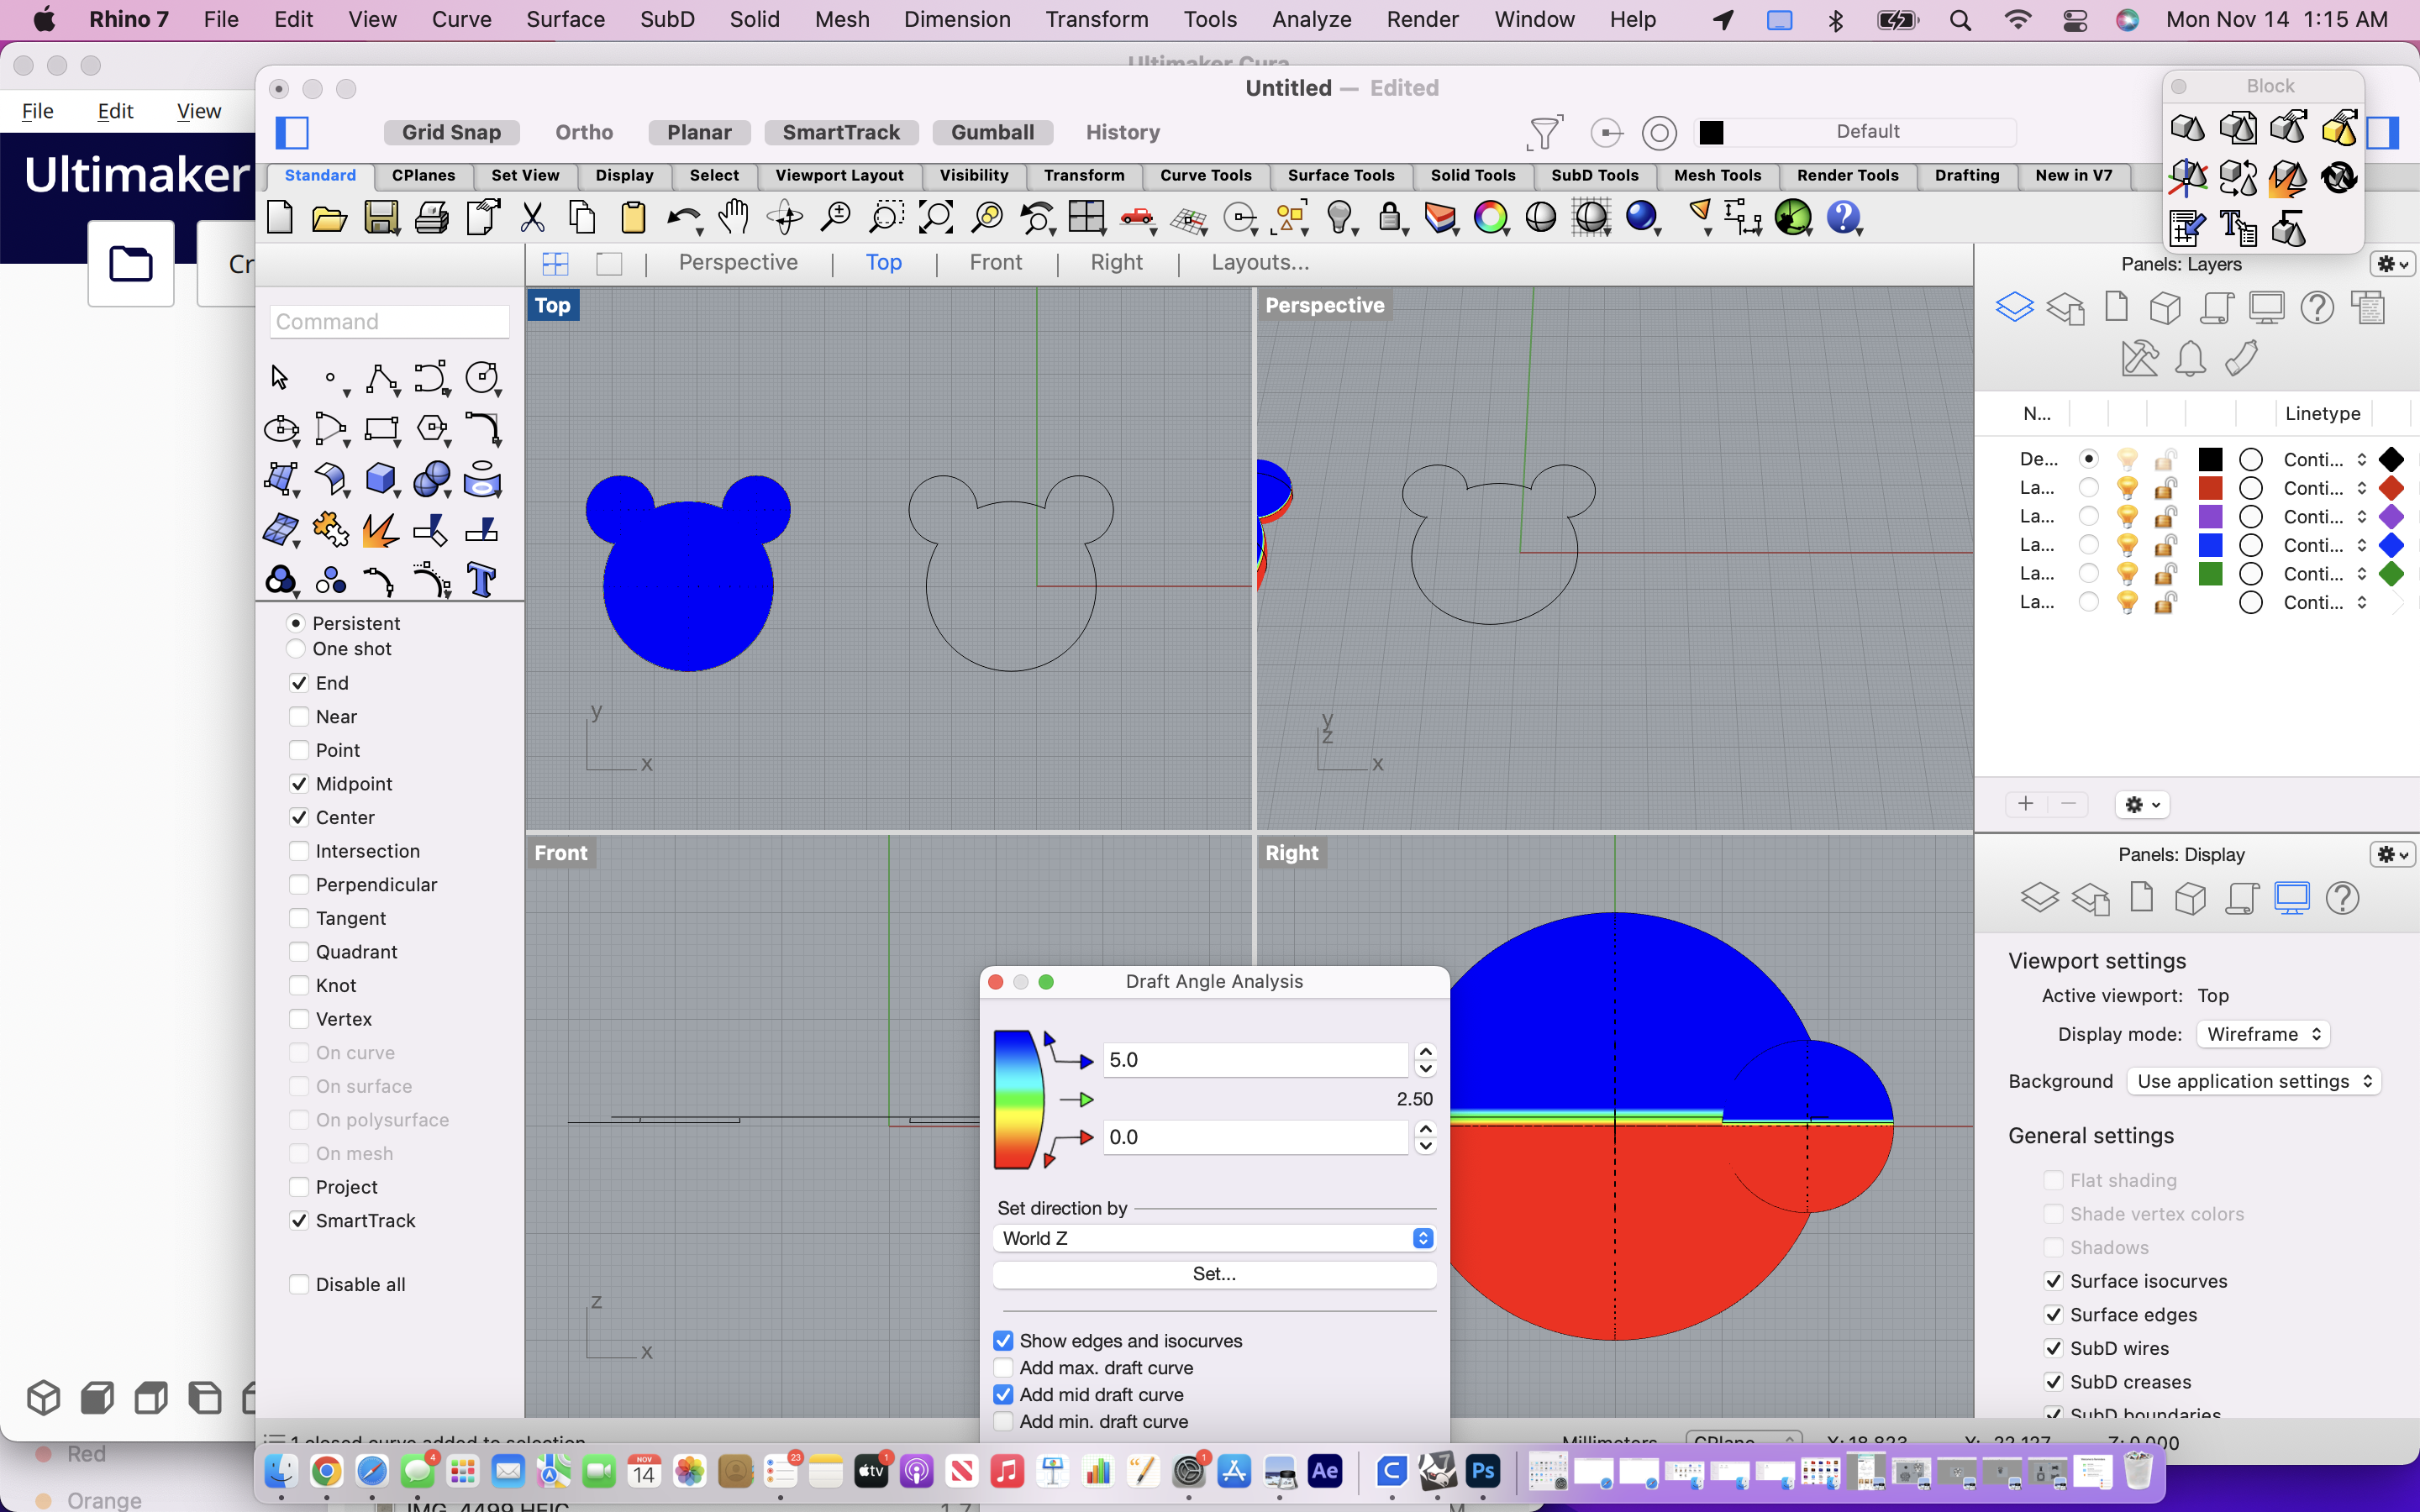 Rhino 7 File Edit View Curve Surface SubD Solid Mesh Dimension Transform Tools Analyze Render Window Help Mon Nov 14 1:15 AM
Ultimaker Cura
Untitled — Edited
Block
File Edit View
Grid Snap Ortho Planar SmartTrack Gumball History Default
Ultimaker
Standard CPlanes Set View Display Select Viewport Layout Visibility Transform Curve Tools Surface Tools Solid Tools SubD Tools Mesh Tools Render Tools Drafting New in V7
Cr
Perspective Top Front Right Layouts...
Panels: Layers
Top
Perspective
Command
N... Linetype
De... Conti...
La... Conti...
La... Conti...
La... Conti...
La... Conti...
La... Conti...
Persistent
One shot
End
Near
Point
Midpoint
Center
Intersection
Perpendicular
Tangent
Quadrant
Knot
Vertex
On curve
On surface
On polysurface
On mesh
Project
SmartTrack
Disable all
y
x
y
z
x
Front
Right
z
x
Panels: Display
Viewport settings
Active viewport: Top
Display mode: Wireframe
Background Use application settings
General settings
Flat shading
Shade vertex colors
Shadows
Surface isocurves
Surface edges
SubD wires
SubD creases
SubD boundaries
Draft Angle Analysis
5.0
2.50
0.0
Set direction by
World Z
Set...
Show edges and isocurves
Add max. draft curve
Add mid draft curve
Add min. draft curve
1 closed curve added to selection
Millimeters CPlane X: 18.823 Y: -22.127 Z: 0.000
Red
Orange
4
NOV
14
23
tv
1
1
Ae
Ps
IMG_4499.HEIC